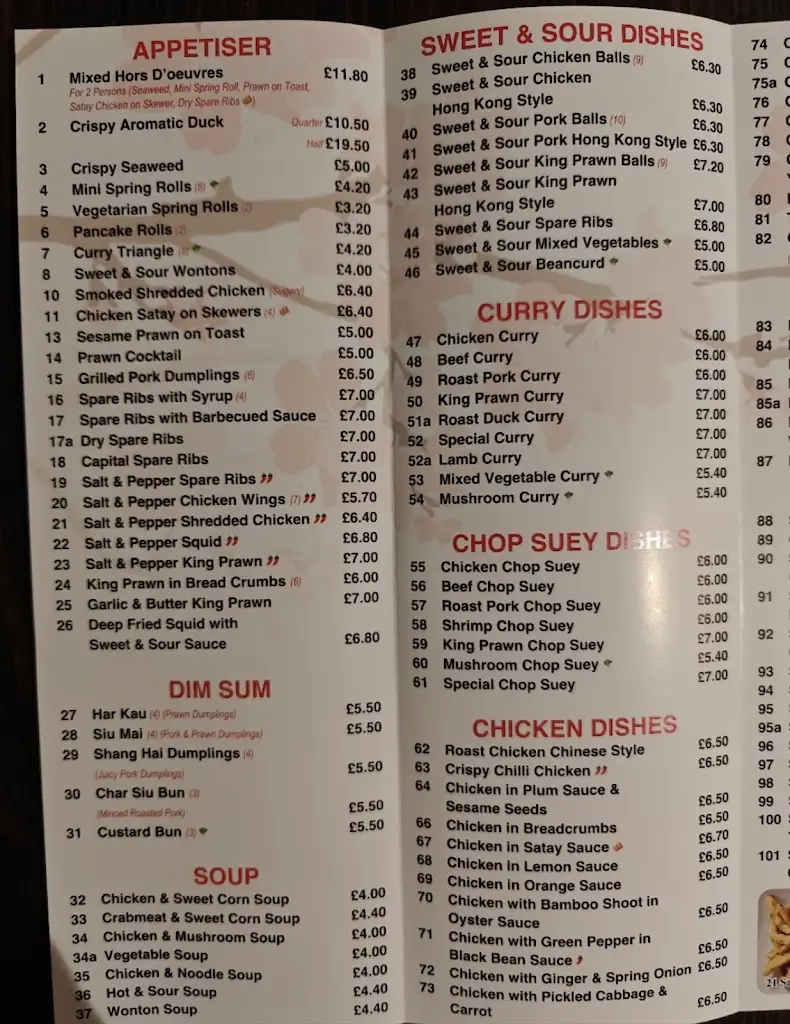 APPETISER
1 Mixed Hors D'oeuvres £11.80
For 2 Persons (Seaweed, Mini Spring Roll, Prawn on Toast,
Satay Chicken on Skewer, Dry Spare Ribs)
2 Crispy Aromatic Duck Quarter £10.50
Half £19.50
3 Crispy Seaweed £5.00
4 Mini Spring Rolls (8) £4.20
5 Vegetarian Spring Rolls (2) £3.20
6 Pancake Rolls (2) £3.20
7 Curry Triangle £4.20
8 Sweet & Sour Wontons £4.00
10 Smoked Shredded Chicken (Sugary) £6.40
11 Chicken Satay on Skewers (4) £6.40
13 Sesame Prawn on Toast £5.00
14 Prawn Cocktail £5.00
15 Grilled Pork Dumplings (6) £6.50
16 Spare Ribs with Syrup (4) £7.00
17 Spare Ribs with Barbecued Sauce £7.00
17a Dry Spare Ribs £7.00
18 Capital Spare Ribs £7.00
19 Salt & Pepper Spare Ribs £7.00
20 Salt & Pepper Chicken Wings (7) £5.70
21 Salt & Pepper Shredded Chicken £6.40
22 Salt & Pepper Squid £6.80
23 Salt & Pepper King Prawn £7.00
24 King Prawn in Bread Crumbs (6) £6.00
25 Garlic & Butter King Prawn £7.00
26 Deep Fried Squid with
Sweet & Sour Sauce £6.80
DIM SUM
27 Har Kau (4) (Prawn Dumplings) £5.50
28 Siu Mai (4) (Pork & Prawn Dumplings) £5.50
29 Shang Hai Dumplings (4)
(Juicy Pork Dumplings) £5.50
30 Char Siu Bun (3)
(Minced Roasted Pork) £5.50
31 Custard Bun (3) £5.50
SOUP
32 Chicken & Sweet Corn Soup £4.00
33 Crabmeat & Sweet Corn Soup £4.40
34 Chicken & Mushroom Soup £4.00
34a Vegetable Soup £4.00
35 Chicken & Noodle Soup £4.00
36 Hot & Sour Soup £4.40
37 Wonton Soup £4.40
SWEET & SOUR DISHES
38 Sweet & Sour Chicken Balls (9) £6.30
39 Sweet & Sour Chicken
Hong Kong Style £6.30
40 Sweet & Sour Pork Balls (10) £6.30
41 Sweet & Sour Pork Hong Kong Style £6.30
42 Sweet & Sour King Prawn Balls (9) £7.20
43 Sweet & Sour King Prawn
Hong Kong Style £7.00
44 Sweet & Sour Spare Ribs £6.80
45 Sweet & Sour Mixed Vegetables £5.00
46 Sweet & Sour Beancurd £5.00
CURRY DISHES
47 Chicken Curry £6.00
48 Beef Curry £6.00
49 Roast Pork Curry £6.00
50 King Prawn Curry £7.00
51a Roast Duck Curry £7.00
52 Special Curry £7.00
52a Lamb Curry £7.00
53 Mixed Vegetable Curry £5.40
54 Mushroom Curry £5.40
CHOP SUEY DISHES
55 Chicken Chop Suey £6.00
56 Beef Chop Suey £6.00
57 Roast Pork Chop Suey £6.00
58 Shrimp Chop Suey £6.00
59 King Prawn Chop Suey £7.00
60 Mushroom Chop Suey £5.40
61 Special Chop Suey £7.00
CHICKEN DISHES
62 Roast Chicken Chinese Style £6.50
63 Crispy Chilli Chicken £6.50
64 Chicken in Plum Sauce &
Sesame Seeds £6.50
66 Chicken in Breadcrumbs £6.50
67 Chicken in Satay Sauce £6.70
68 Chicken in Lemon Sauce £6.50
69 Chicken in Orange Sauce £6.50
70 Chicken with Bamboo Shoot in
Oyster Sauce £6.50
71 Chicken with Green Pepper in
Black Bean Sauce £6.50
72 Chicken with Ginger & Spring Onion £6.50
73 Chicken with Pickled Cabbage &
Carrot £6.50
74
75
75a
76
77
78
79
80
81
82
83
84
85
85a
86
87
88
89
90
91
92
93
94
95
95a
96
97
98
99
100
101